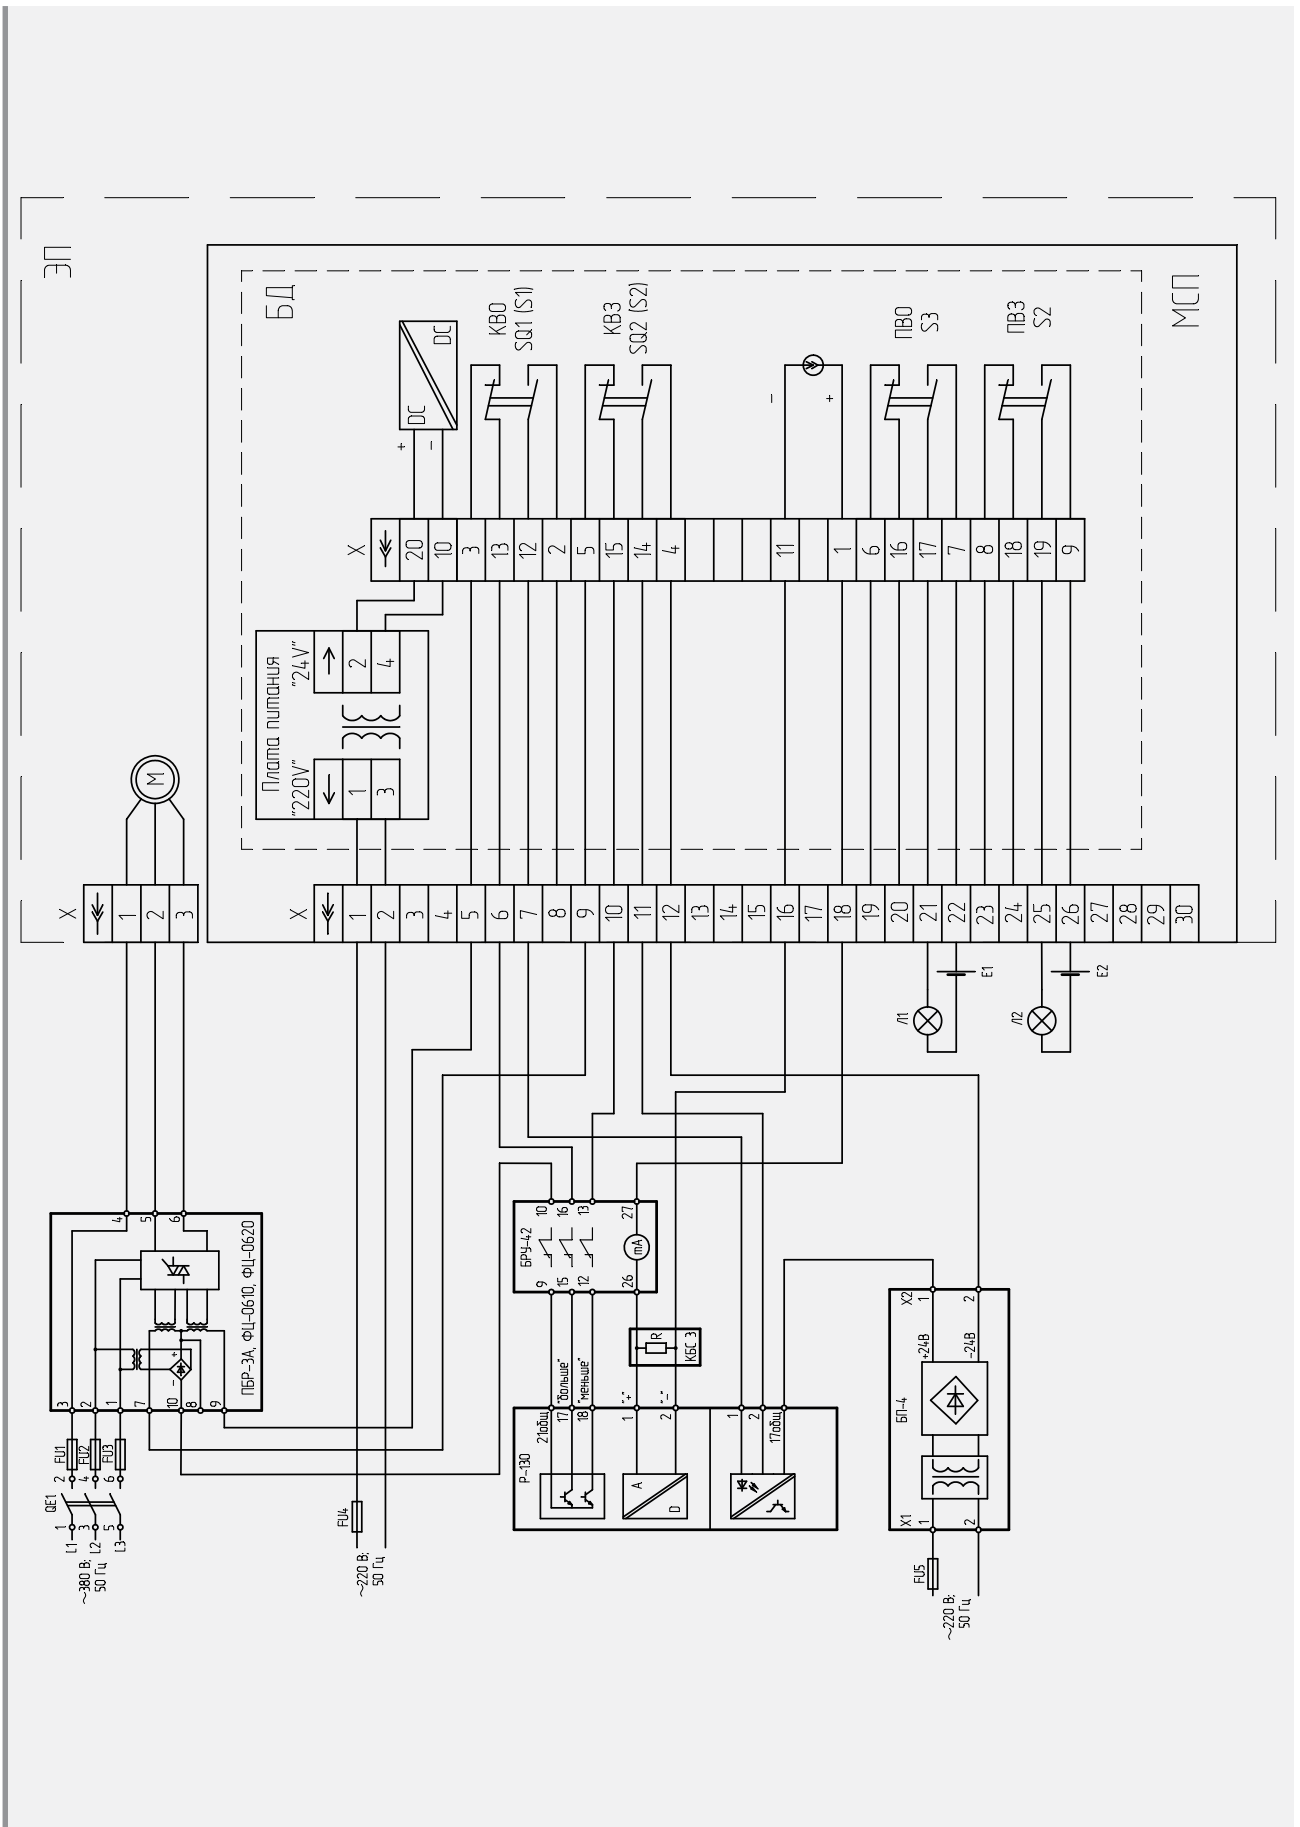 ЭП
БД
МСП
DC
DC
+
−
КВО
SQ1 (S1)
КВЗ
SQ2 (S2)
−
+
ПВО
S3
ПВЗ
S2
X
20
10
3
13
12
2
5
15
14
4
11
1
6
16
17
7
8
18
19
9
Плата питания
"24V"
2
4
"220V"
1
3
M
X
1
2
3
X
1
2
3
4
5
6
7
8
9
10
11
12
13
14
15
16
17
18
19
20
21
22
23
24
25
26
27
28
29
30
Л1
E1
Л2
E2
4
5
6
ПБР-3А, ФЦ-0610, ФЦ-0620
+
−
3
2
1
7
10
8
9
FU1
FU2
FU3
2
4
6
QE1
1
3
5
L1
L2
L3
~380 В;
50 Гц
FU4
~220 В;
50 Гц
БРУ-42
10
16
13
27
mA
9
15
12
26
R
КБС 3
"больше"
"меньше"
"+"
"−"
Р-130
21общ
17
18
1
2
1
2
17общ
A
D
БП-4
X2
1
2
+24В
−24В
X1
1
2
FU5
~220 В;
50 Гц